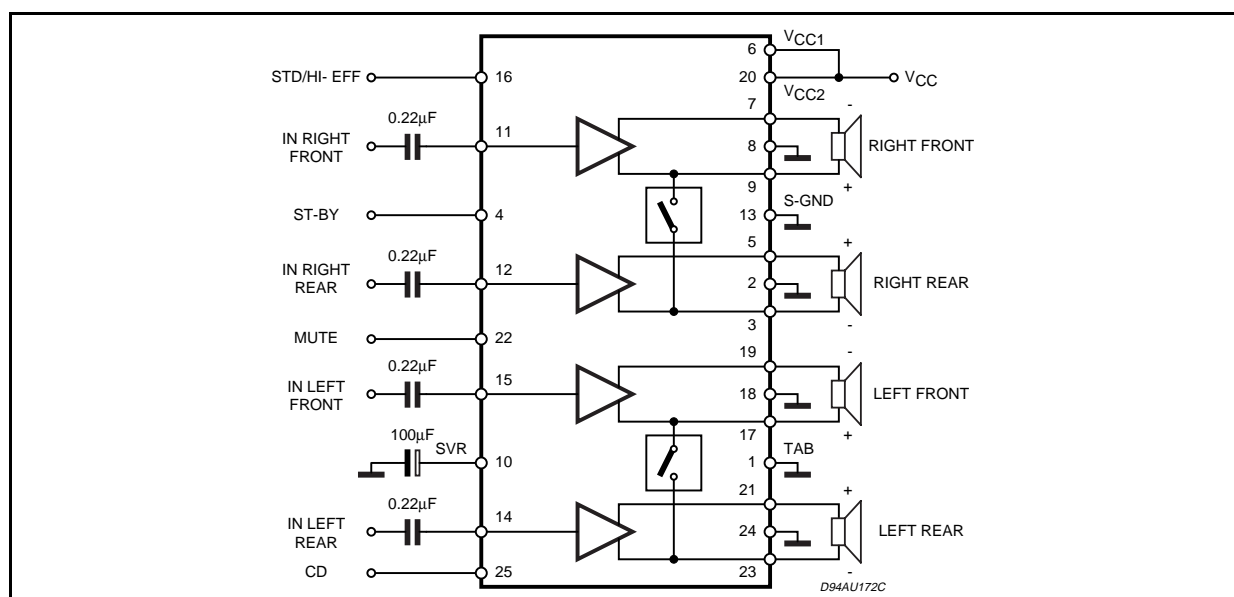 6
VCC1
STD/HI- EFF
16
20
VCC
VCC2
7
-
0.22μF
11
IN RIGHT
FRONT
8
RIGHT FRONT
9
+
S-GND
ST-BY
4
13
5
+
0.22μF
12
IN RIGHT
REAR
2
RIGHT REAR
3
-
MUTE
22
19
-
0.22μF
15
IN LEFT
FRONT
18
LEFT FRONT
17
+
100μF
SVR
10
TAB
1
21
+
0.22μF
14
IN LEFT
REAR
24
LEFT REAR
CD
25
23
-
D94AU172C